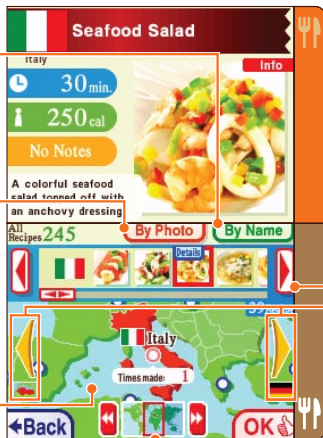 Seafood Salad
Italy
Info
30 min.
250 cal
No Notes
A colorful seafood
salad topped off with
an anchovy dressing
All
Recipes 245
By Photo
By Name
Details
Italy
Times made: 1
Back
OK